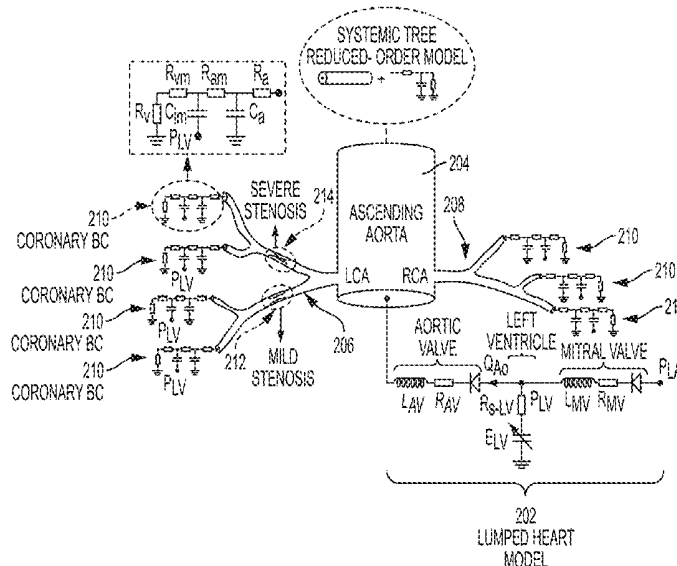 SYSTEMIC TREE
REDUCED- ORDER MODEL
Rvm Ram Ra
Rv Cim Ca
PLV
SEVERE
STENOSIS
214
204
ASCENDING
AORTA
208
210
CORONARY BC
210
CORONARY BC
PLV
210
CORONARY BC
PLV
210
CORONARY BC
PLV
LCA RCA
210
210
206
212
MILD
STENOSIS
AORTIC
VALVE
LEFT
VENTRICLE
MITRAL VALVE
QAo
PLA
LAV RAV
Rs-LV PLV
LMV RMV
ELV
202
LUMPED HEART
MODEL